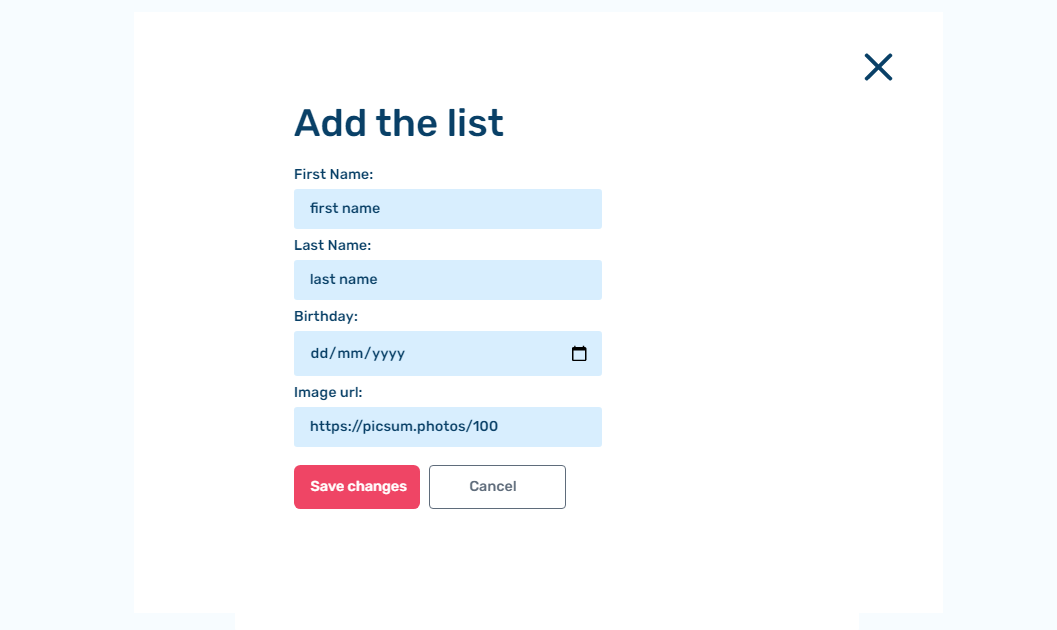 Add the list
First Name:
first name
Last Name:
last name
Birthday:
dd/mm/yyyy
Image url:
https://picsum.photos/100
Save changes
Cancel